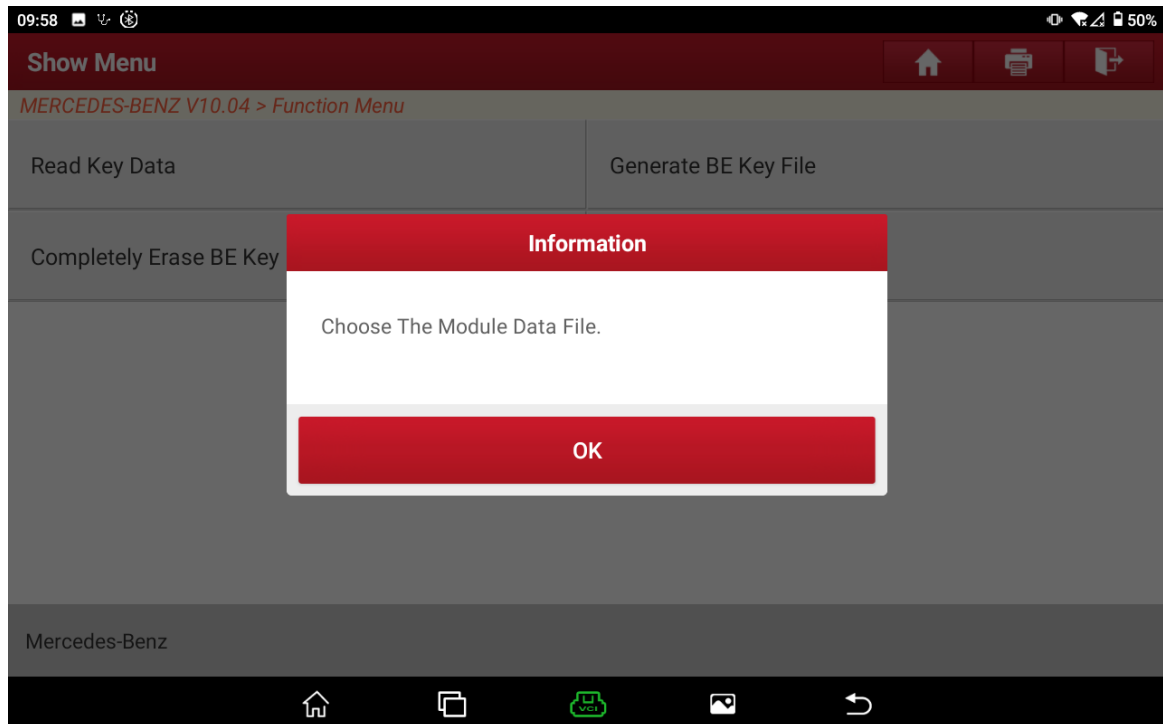 09:58
50%
Show Menu
MERCEDES-BENZ V10.04 > Function Menu
Read Key Data
Generate BE Key File
Completely Erase BE Key
Information
Choose The Module Data File.
OK
Mercedes-Benz
VCI